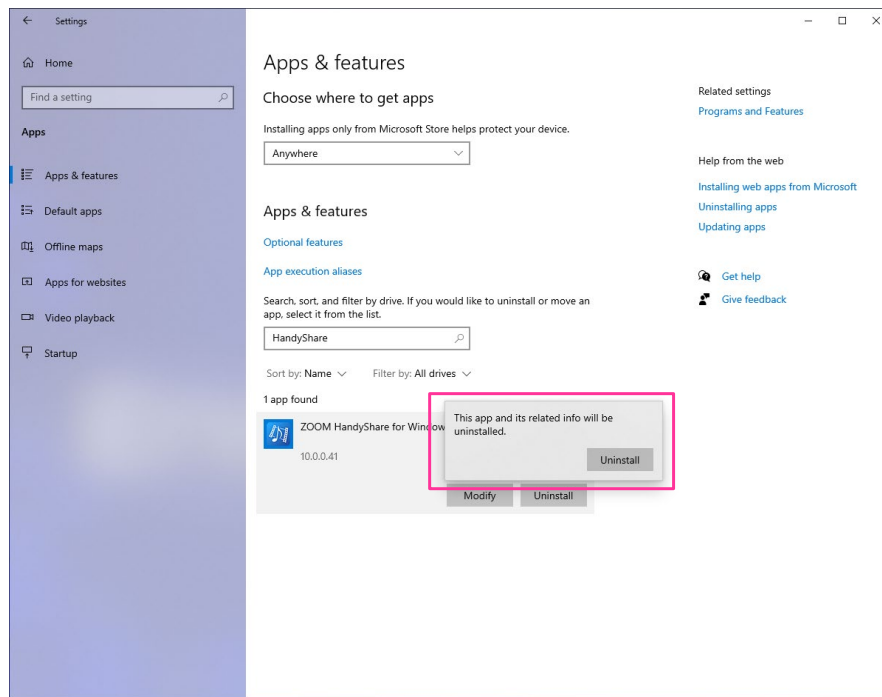 Settings
Home
Find a setting
Apps
Apps & features
Default apps
Offline maps
Apps for websites
Video playback
Startup
Apps & features
Choose where to get apps
Installing apps only from Microsoft Store helps protect your device.
Anywhere
Apps & features
Optional features
App execution aliases
Search, sort, and filter by drive. If you would like to uninstall or move an
app, select it from the list.
HandyShare
Sort by: Name
Filter by: All drives
1 app found
ZOOM HandyShare for Window
10.0.0.41
This app and its related info will be
uninstalled.
Uninstall
Modify
Uninstall
Related settings
Programs and Features
Help from the web
Installing web apps from Microsoft
Uninstalling apps
Updating apps
Get help
Give feedback